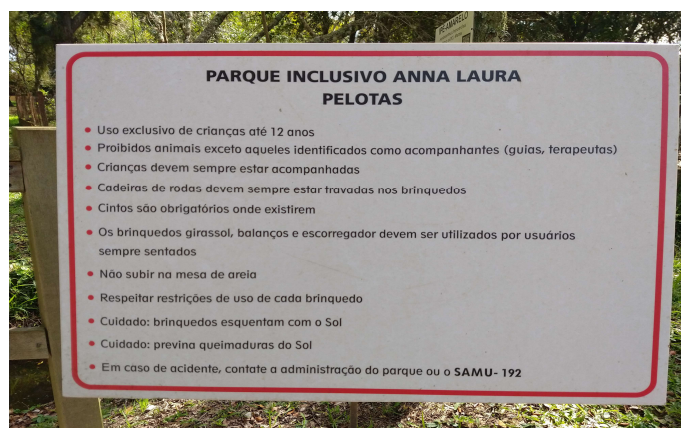 IPÊ AMARELO
PARQUE INCLUSIVO ANNA LAURA
PELOTAS
• Uso exclusivo de crianças até 12 anos
• Proibidos animais exceto aqueles identificados como acompanhantes (guias, terapeutas)
• Crianças devem sempre estar acompanhadas
• Cadeiras de rodas devem sempre estar travadas nos brinquedos
• Cintos são obrigatórios onde existirem
• Os brinquedos girassol, balanços e escorregador devem ser utilizados por usuários
sempre sentados
• Não subir na mesa de areia
• Respeitar restrições de uso de cada brinquedo
• Cuidado: brinquedos esquentam com o Sol
• Cuidado: previna queimaduras do Sol
• Em caso de acidente, contate a administração do parque ou o SAMU- 192